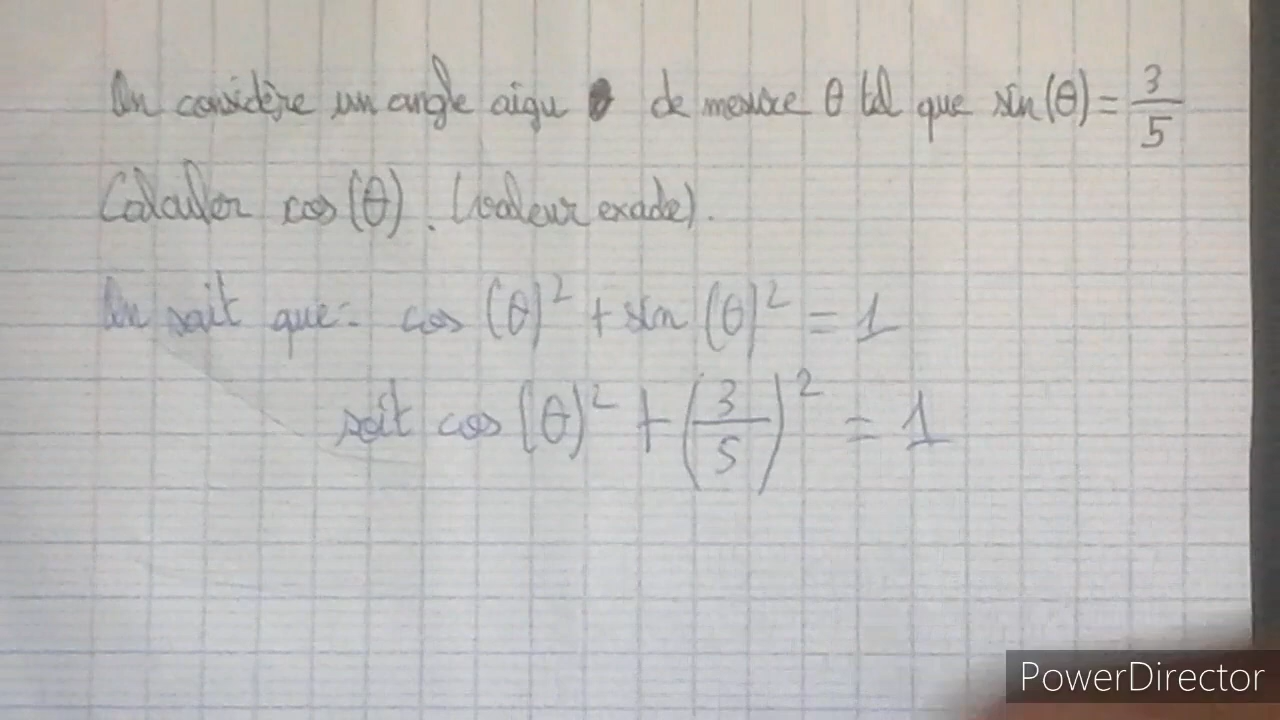 On considère un angle aigu de mesure θ tel que sin(θ) = 3/5
Calculer cos(θ). (valeur exacte).
On sait que : cos(θ)² + sin(θ)² = 1
soit cos(θ)² + (3/5)² = 1
PowerDirector